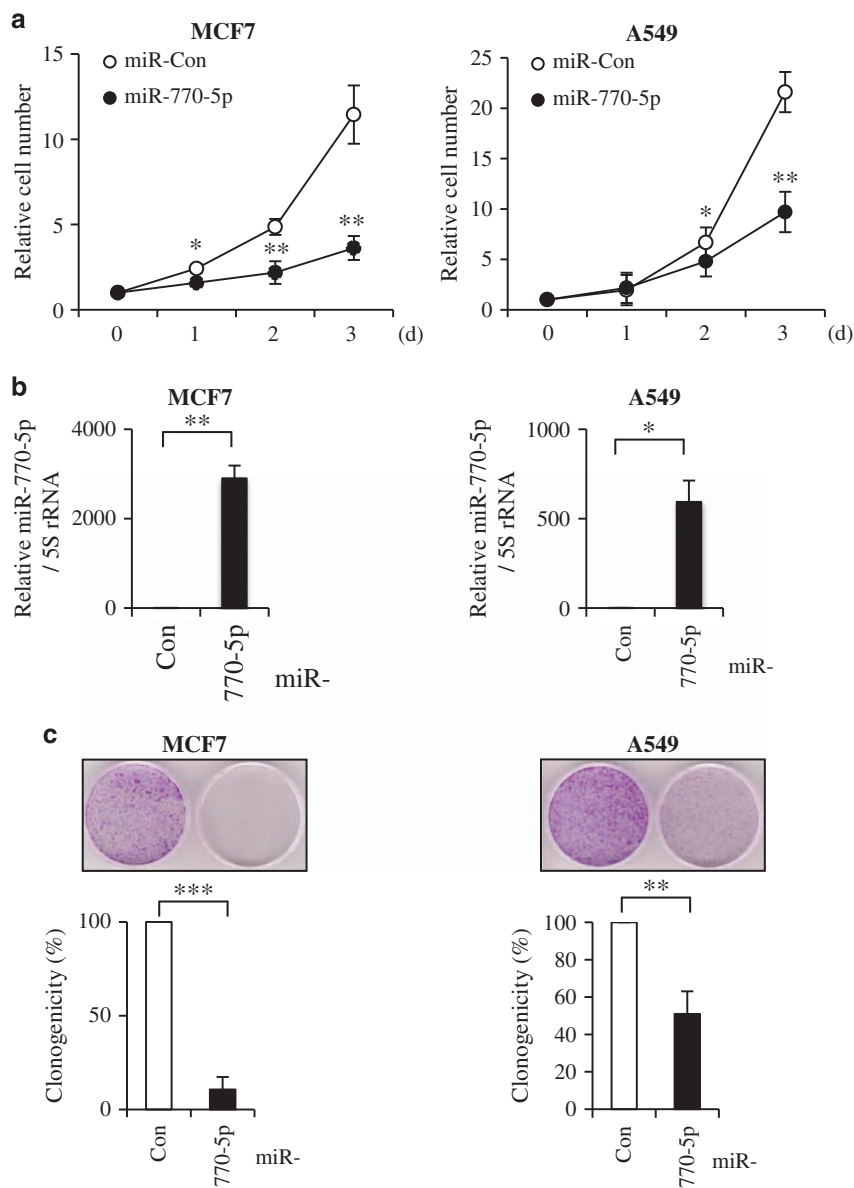 a
MCF7
A549
15
10
5
0
Relative cell number
miR-Con
miR-770-5p
*
**
**
0 1 2 3 (d)
25
20
15
10
5
0
Relative cell number
miR-Con
miR-770-5p
*
**
0 1 2 3 (d)
b
MCF7
A549
Relative miR-770-5p
/ 5S rRNA
4000
2000
0
**
Con
770-5p
miR-
Relative miR-770-5p
/ 5S rRNA
1000
500
0
*
Con
770-5p
miR-
c
MCF7
A549
***
Clonogenicity (%)
100
50
0
Con
770-5p
miR-
**
Clonogenicity (%)
100
80
60
40
20
0
Con
770-5p
miR-